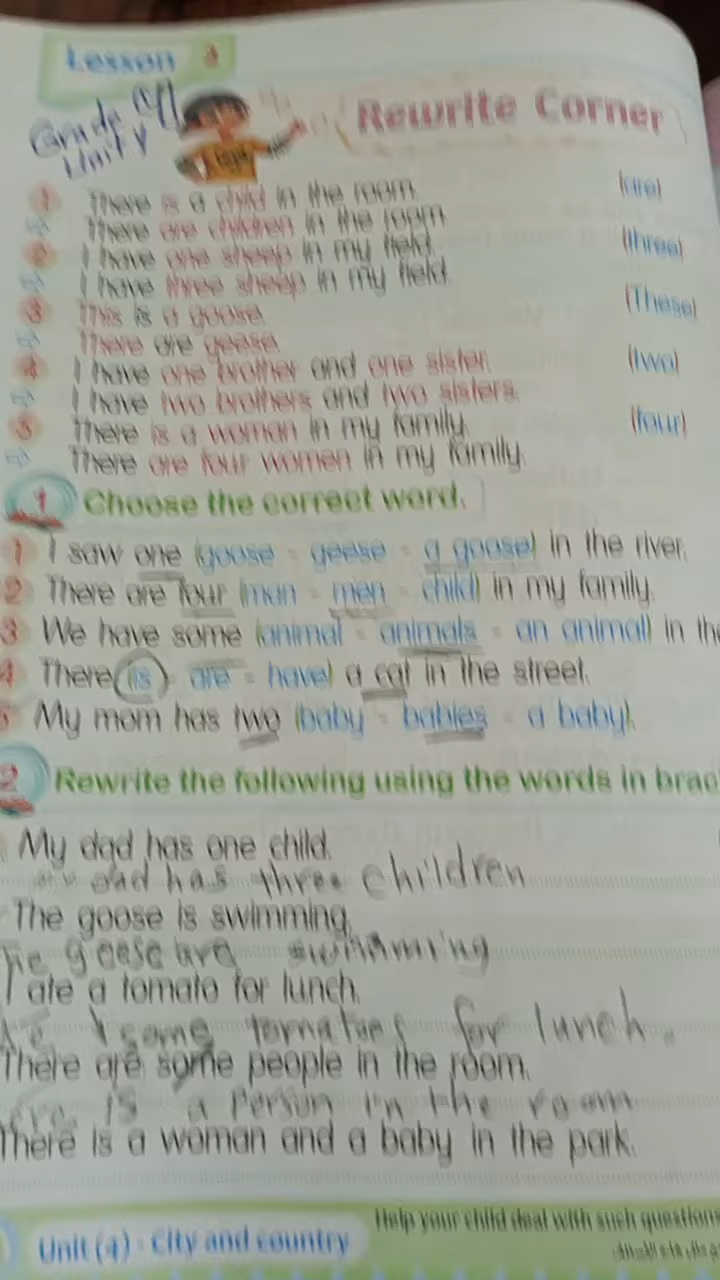 Lesson 3
Grade 4
Unity
Rewrite Corner
1 There is a child in the room. (are)
⇨ There are children in the room.
2 I have one sheep in my field. (three)
⇨ I have three sheep in my field.
3 This is a goose. (These)
⇨ There are geese.
4 I have one brother and one sister. (two)
⇨ I have two brothers and two sisters.
5 There is a woman in my family. (four)
⇨ There are four women in my family.
1 Choose the correct word.
1 I saw one (goose - geese - a goose) in the river.
2 There are four (man - men - child) in my family.
3 We have some (animal - animals - an animal) in the
4 There (is - are - have) a cat in the street.
5 My mom has two (baby - babies - a baby).
2 Rewrite the following using the words in brac
My dad has one child.
dad has three children
The goose is swimming.
geese are swimming
I ate a tomato for lunch.
I some tomatoes for lunch.
There are some people in the room.
is a person in the room
There is a woman and a baby in the park.
Help your child deal with such questions
Unit (4) : City and country